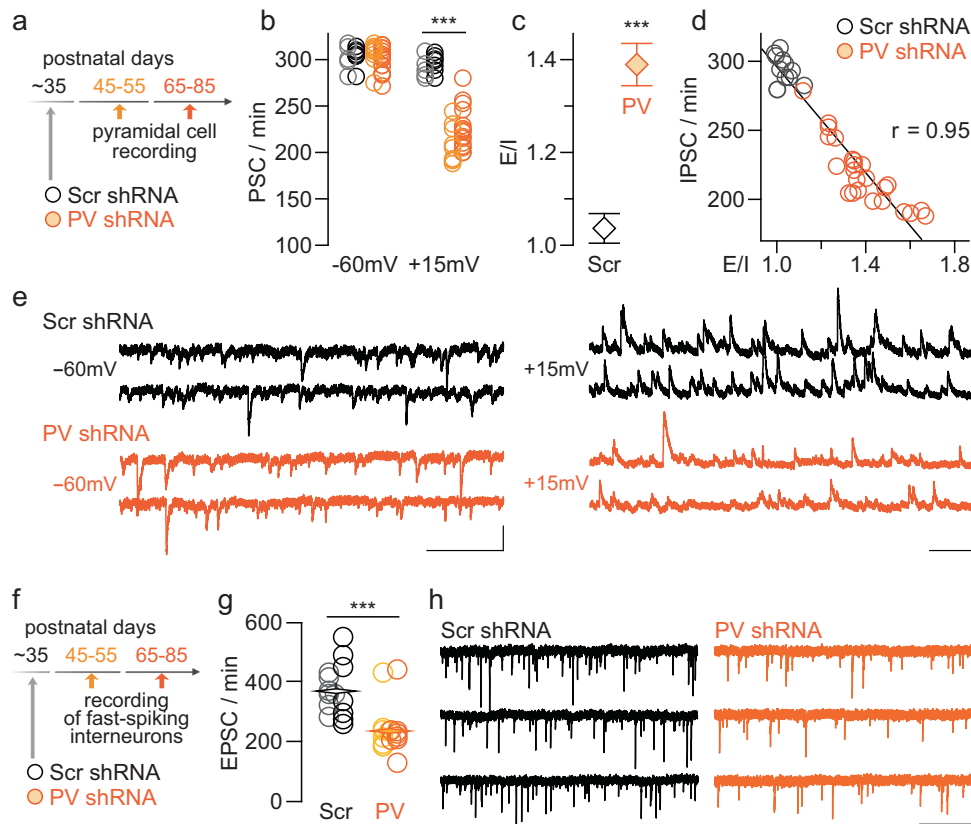 a
postnatal days
~35 45-55 65-85
pyramidal cell
recording
Scr shRNA
PV shRNA
b
***
300
250
200
150
100
PSC / min
-60mV +15mV
c
***
1.4
1.2
1.0
E/I
PV
Scr
d
Scr shRNA
PV shRNA
r = 0.95
300
200
IPSC / min
E/I 1.0 1.4 1.8
e
Scr shRNA
−60mV
+15mV
PV shRNA
−60mV
+15mV
f
postnatal days
~35 45-55 65-85
recording
of fast-spiking
interneurons
Scr shRNA
PV shRNA
g
***
600
400
200
0
EPSC / min
Scr PV
h
Scr shRNA PV shRNA